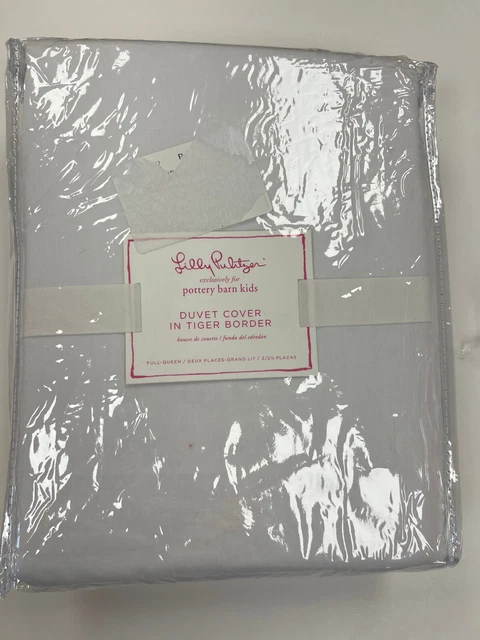 Lilly Pulitzer
exclusively for
pottery barn kids
DUVET COVER
IN TIGER BORDER
housse de couette / funda del edredón
FULL-QUEEN / DEUX PLACES-GRAND LIT / 2/2½ PLAZAS